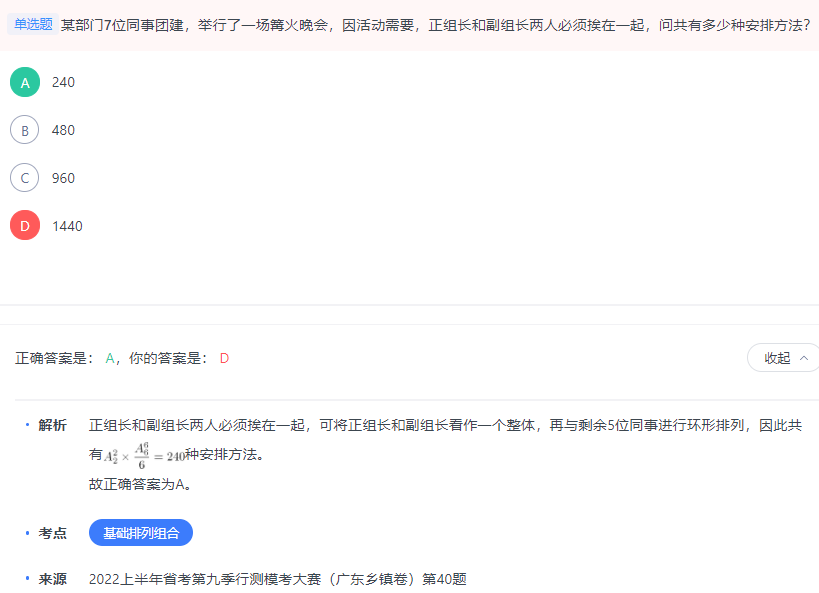 单选题 某部门7位同事团建，举行了一场篝火晚会，因活动需要，正组长和副组长两人必须挨在一起，问共有多少种安排方法？
A 240
B 480
C 960
D 1440
正确答案是： A，你的答案是： D
收起
解析 正组长和副组长两人必须挨在一起，可将正组长和副组长看作一个整体，再与剩余5位同事进行环形排列，因此共
有$A_2^2 \times \frac{A_6^6}{6} = 240$种安排方法。
故正确答案为A。
考点 基础排列组合
来源 2022上半年省考第九季行测模考大赛（广东乡镇卷）第40题